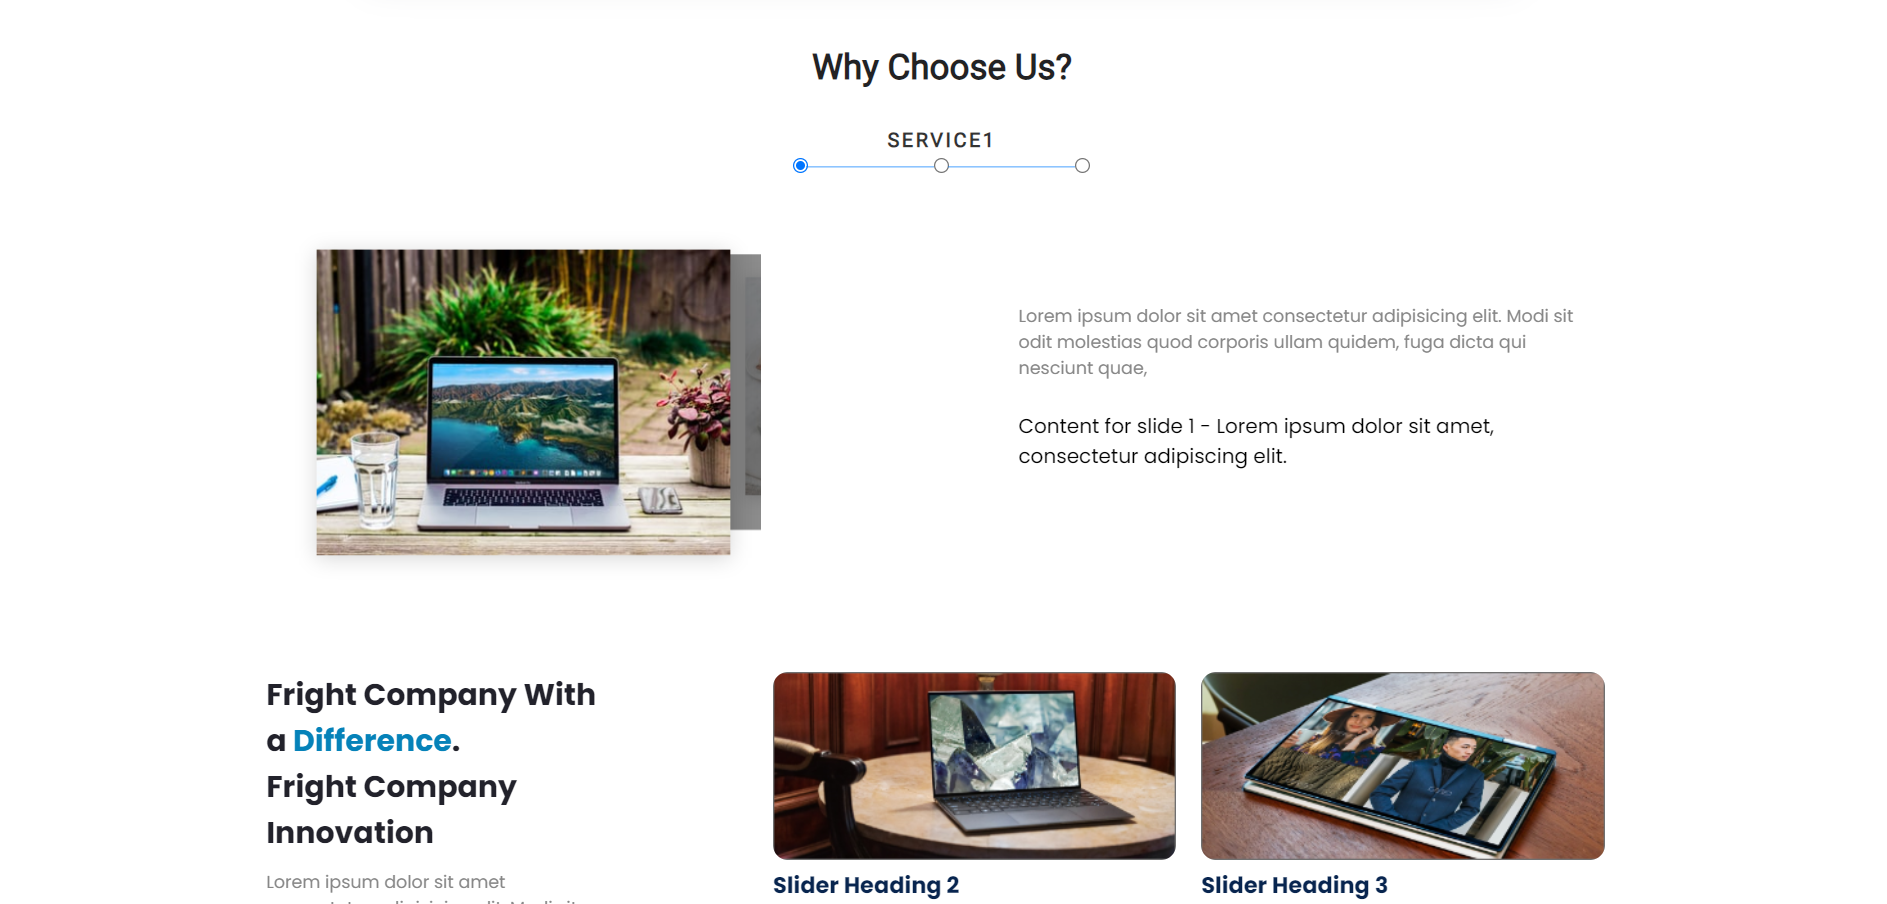 Why Choose Us?
SERVICE1
Lorem ipsum dolor sit amet consectetur adipisicing elit. Modi sit
odit molestias quod corporis ullam quidem, fuga dicta qui
nesciunt quae,
Content for slide 1 - Lorem ipsum dolor sit amet,
consectetur adipiscing elit.
Fright Company With
a Difference.
Fright Company
Innovation
Lorem ipsum dolor sit amet
Slider Heading 2
Slider Heading 3